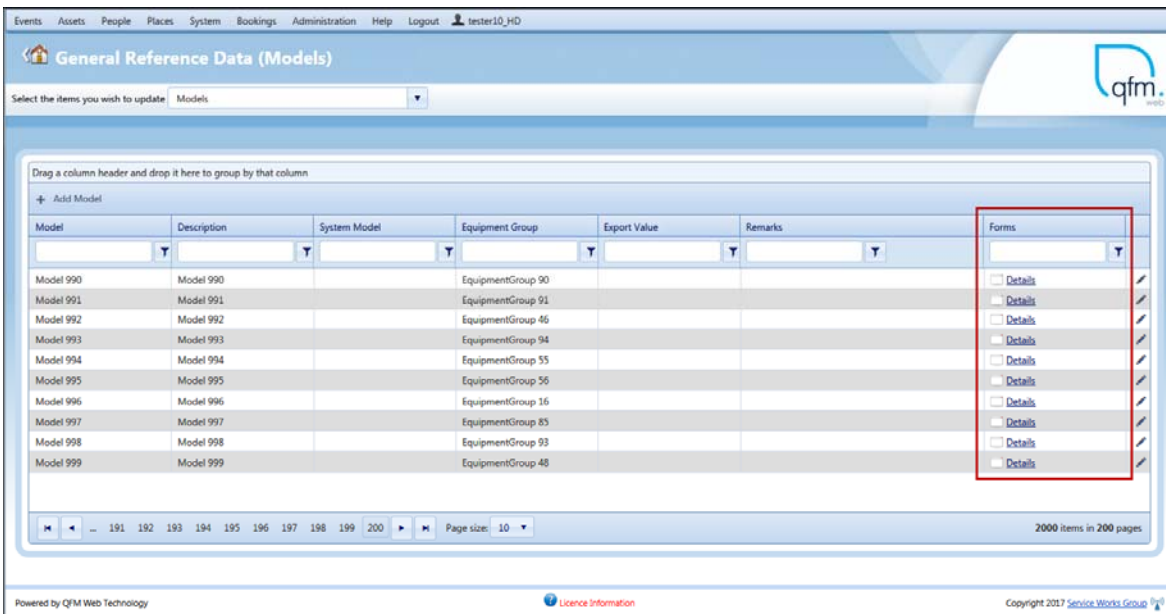 Events Assets People Places System Bookings Administration Help Logout tester10_HD
General Reference Data (Models)
qfm.
web
Select the items you wish to update Models
Drag a column header and drop it here to group by that column
+ Add Model
Model Description System Model Equipment Group Export Value Remarks Forms
Model 990 Model 990 EquipmentGroup 90 Details
Model 991 Model 991 EquipmentGroup 91 Details
Model 992 Model 992 EquipmentGroup 46 Details
Model 993 Model 993 EquipmentGroup 94 Details
Model 994 Model 994 EquipmentGroup 55 Details
Model 995 Model 995 EquipmentGroup 56 Details
Model 996 Model 996 EquipmentGroup 16 Details
Model 997 Model 997 EquipmentGroup 85 Details
Model 998 Model 998 EquipmentGroup 93 Details
Model 999 Model 999 EquipmentGroup 48 Details
... 191 192 193 194 195 196 197 198 199 200 Page size: 10 2000 items in 200 pages
Powered by QFM Web Technology Licence Information Copyright 2017 Service Works Group